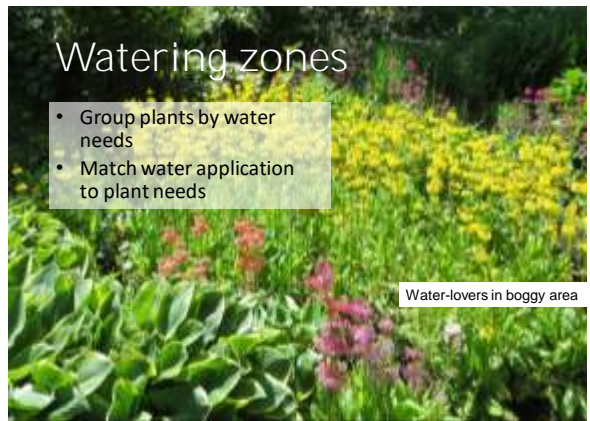 Watering zones
• Group plants by water
needs
• Match water application
to plant needs
Water-lovers in boggy area